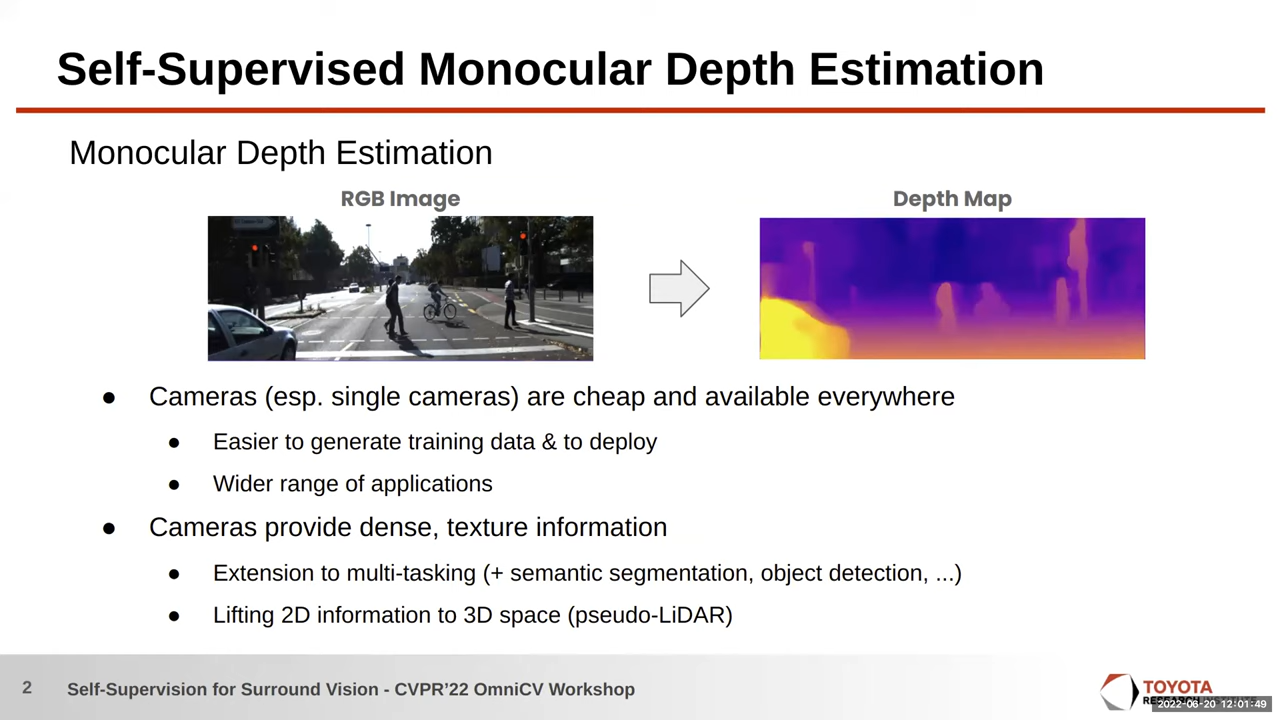 Self-Supervised Monocular Depth Estimation
Monocular Depth Estimation
RGB Image
Depth Map
● Cameras (esp. single cameras) are cheap and available everywhere
● Easier to generate training data & to deploy
● Wider range of applications
● Cameras provide dense, texture information
● Extension to multi-tasking (+ semantic segmentation, object detection, ...)
● Lifting 2D information to 3D space (pseudo-LiDAR)
2
Self-Supervision for Surround Vision - CVPR’22 OmniCV Workshop
TOYOTA
2022-06-20 12:01:49